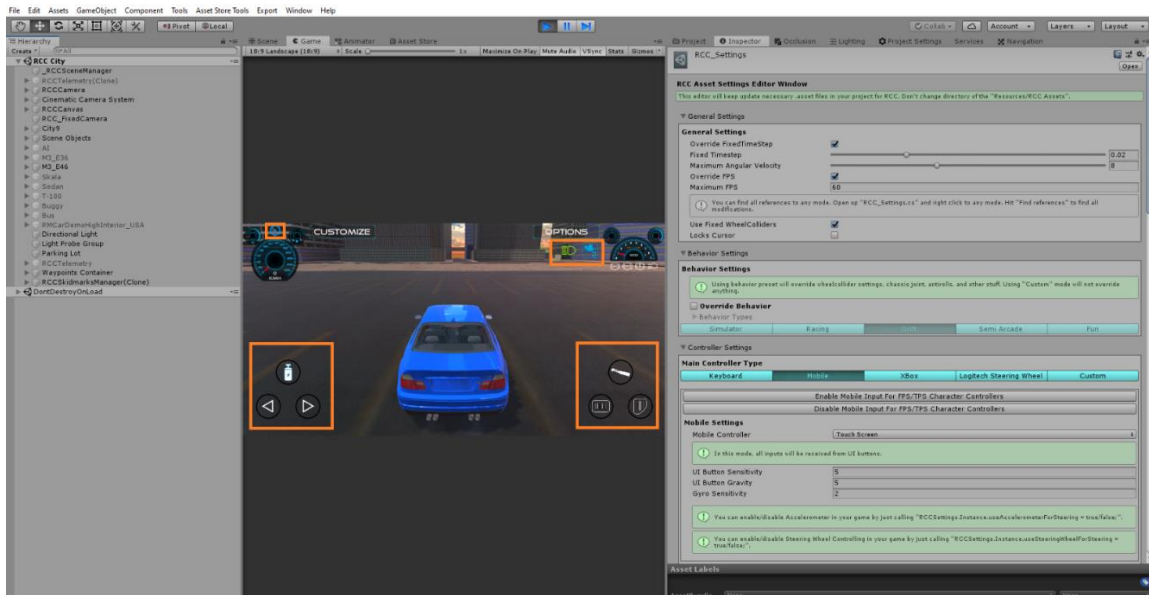 File Edit Assets GameObject Component Tools Asset Store Tools Export Window Help
Pivot Local Collab Account Layers Layout
Hierarchy
Create All
RCC City
_RCCSceneManager
RCCTelemetry(Clone)
RCCCamera
Cinematic Camera System
RCCCanvas
RCC_FixedCamera
City9
Scene Objects
AI
M3_E36
M3_E46
Skala
Sedan
T-100
Buggy
Bus
RMCarDemoHighInterior_USA
Directional Light
Light Probe Group
Parking Lot
RCCTelemetry
Waypoints Container
RCCSkidmarksManager(Clone)
DontDestroyOnLoad
Scene Game Animator Asset Store
Scale 1x Maximize On Play Mute Audio VSync Stats Gizmos
CUSTOMIZE OPTIONS
Project Inspector Occlusion Lighting Project Settings Services Navigation
RCC_Settings
Open
RCC Asset Settings Editor Window
This editor will keep update necessary .asset files in your project for RCC. Don't change directory of the "Resources/RCC Assets".
General Settings
General Settings
Override FixedTimeStep
Fixed Timestep 0.02
Maximum Angular Velocity 8
Override FPS
Maximum FPS 60
You can find all references to any mode. Open up "RCC_Settings.cs" and right click to any mode. Hit "Find references" to find all
modifications.
Use Fixed WheelColliders
Locks Cursor
Behavior Settings
Behavior Settings
Using behavior preset will override wheelcollider settings, chassis joint, antirolls, and other stuff. Using "Custom" mode will not override
anything.
Override Behavior
Behavior Types
Simulator Racing Drift Semi Arcade Fun
Controller Settings
Main Controller Type
Keyboard Mobile XBox Logitech Steering Wheel Custom
Enable Mobile Input For FPS/TPS Character Controllers
Disable Mobile Input For FPS/TPS Character Controllers
Mobile Settings
Mobile Controller Touch Screen
In this mode, all inputs will be received from UI buttons.
UI Button Sensitivity 5
UI Button Gravity 5
Gyro Sensitivity 2
You can enable/disable Accelerometer in your game by just calling "RCCSettings.Instance.useAccelerometerForSteering = true/false;".
You can enable/disable Steering Wheel Controlling in your game by just calling "RCCSettings.Instance.useSteeringWheelForSteering =
true/false;".
Asset Labels